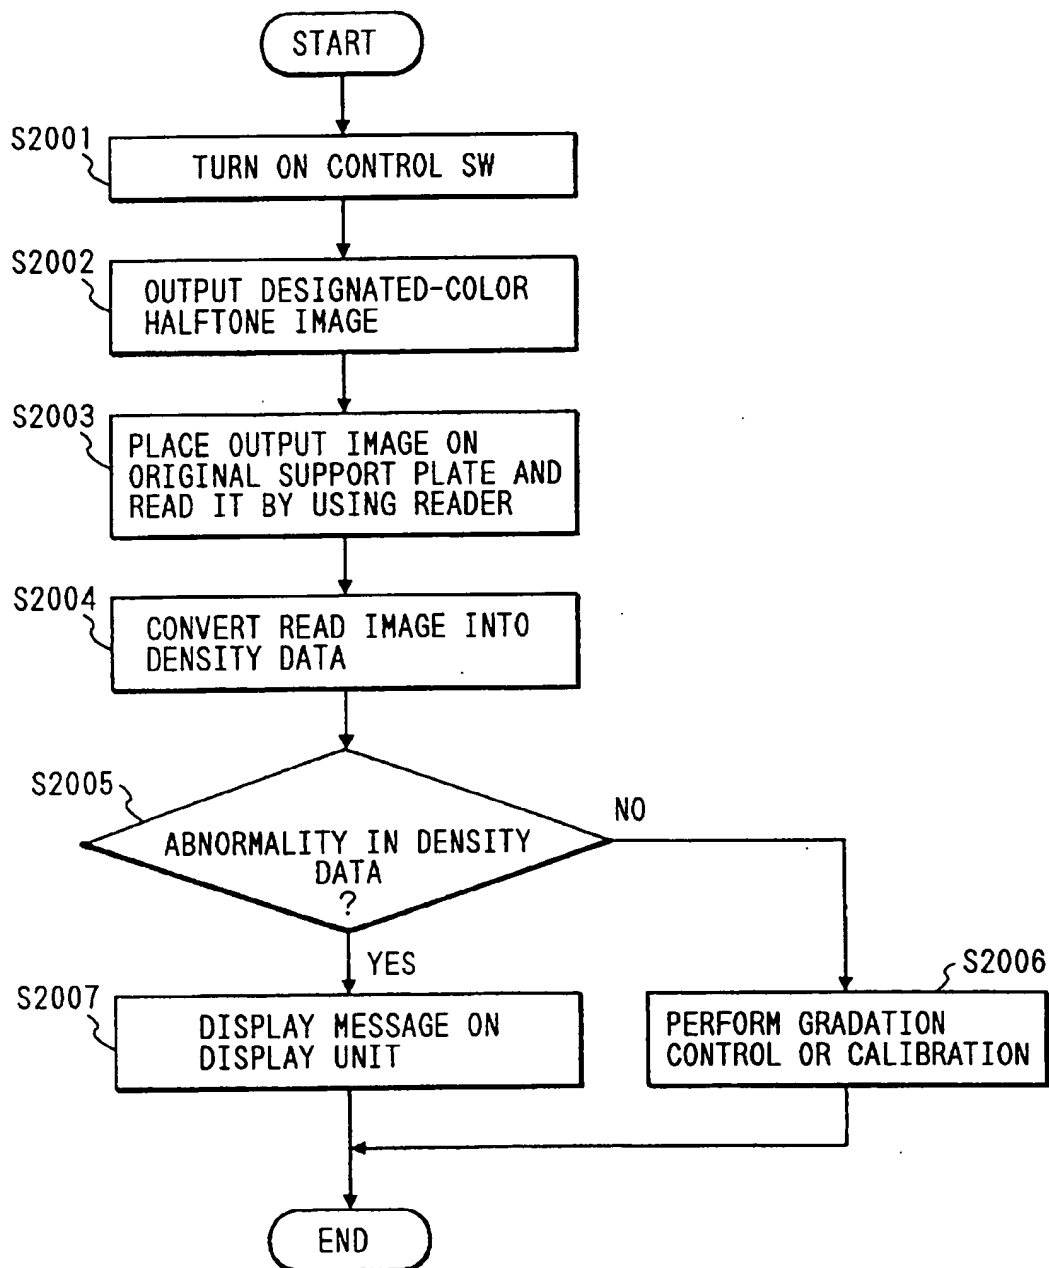 START
S2001
TURN ON CONTROL SW
S2002
OUTPUT DESIGNATED-COLOR
HALFTONE IMAGE
S2003
PLACE OUTPUT IMAGE ON
ORIGINAL SUPPORT PLATE AND
READ IT BY USING READER
S2004
CONVERT READ IMAGE INTO
DENSITY DATA
S2005
NO
ABNORMALITY IN DENSITY
DATA
?
YES
S2006
S2007
DISPLAY MESSAGE ON
DISPLAY UNIT
PERFORM GRADATION
CONTROL OR CALIBRATION
END